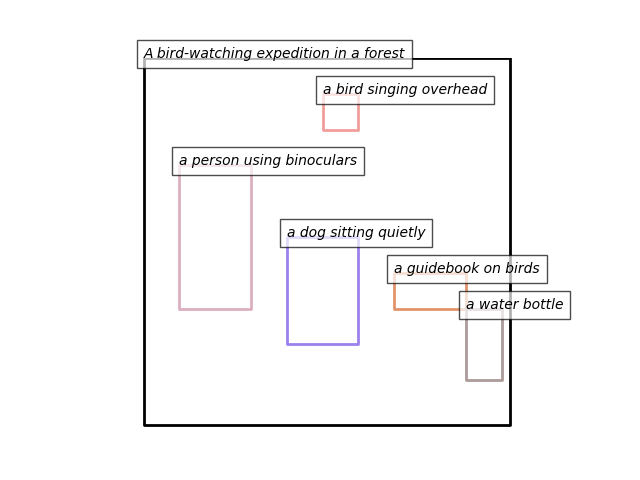 A bird-watching expedition in a forest
a bird singing overhead
a person using binoculars
a dog sitting quietly
a guidebook on birds
a water bottle